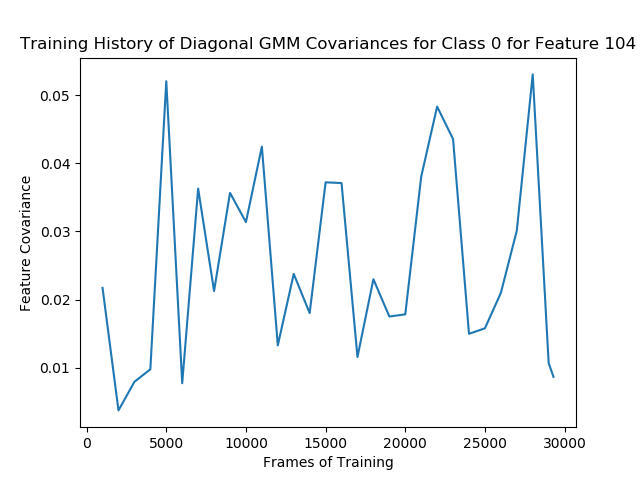 Training History of Diagonal GMM Covariances for Class 0 for Feature 104
0.05
0.04
0.03
0.02
0.01
Feature Covariance
0 5000 10000 15000 20000 25000 30000
Frames of Training